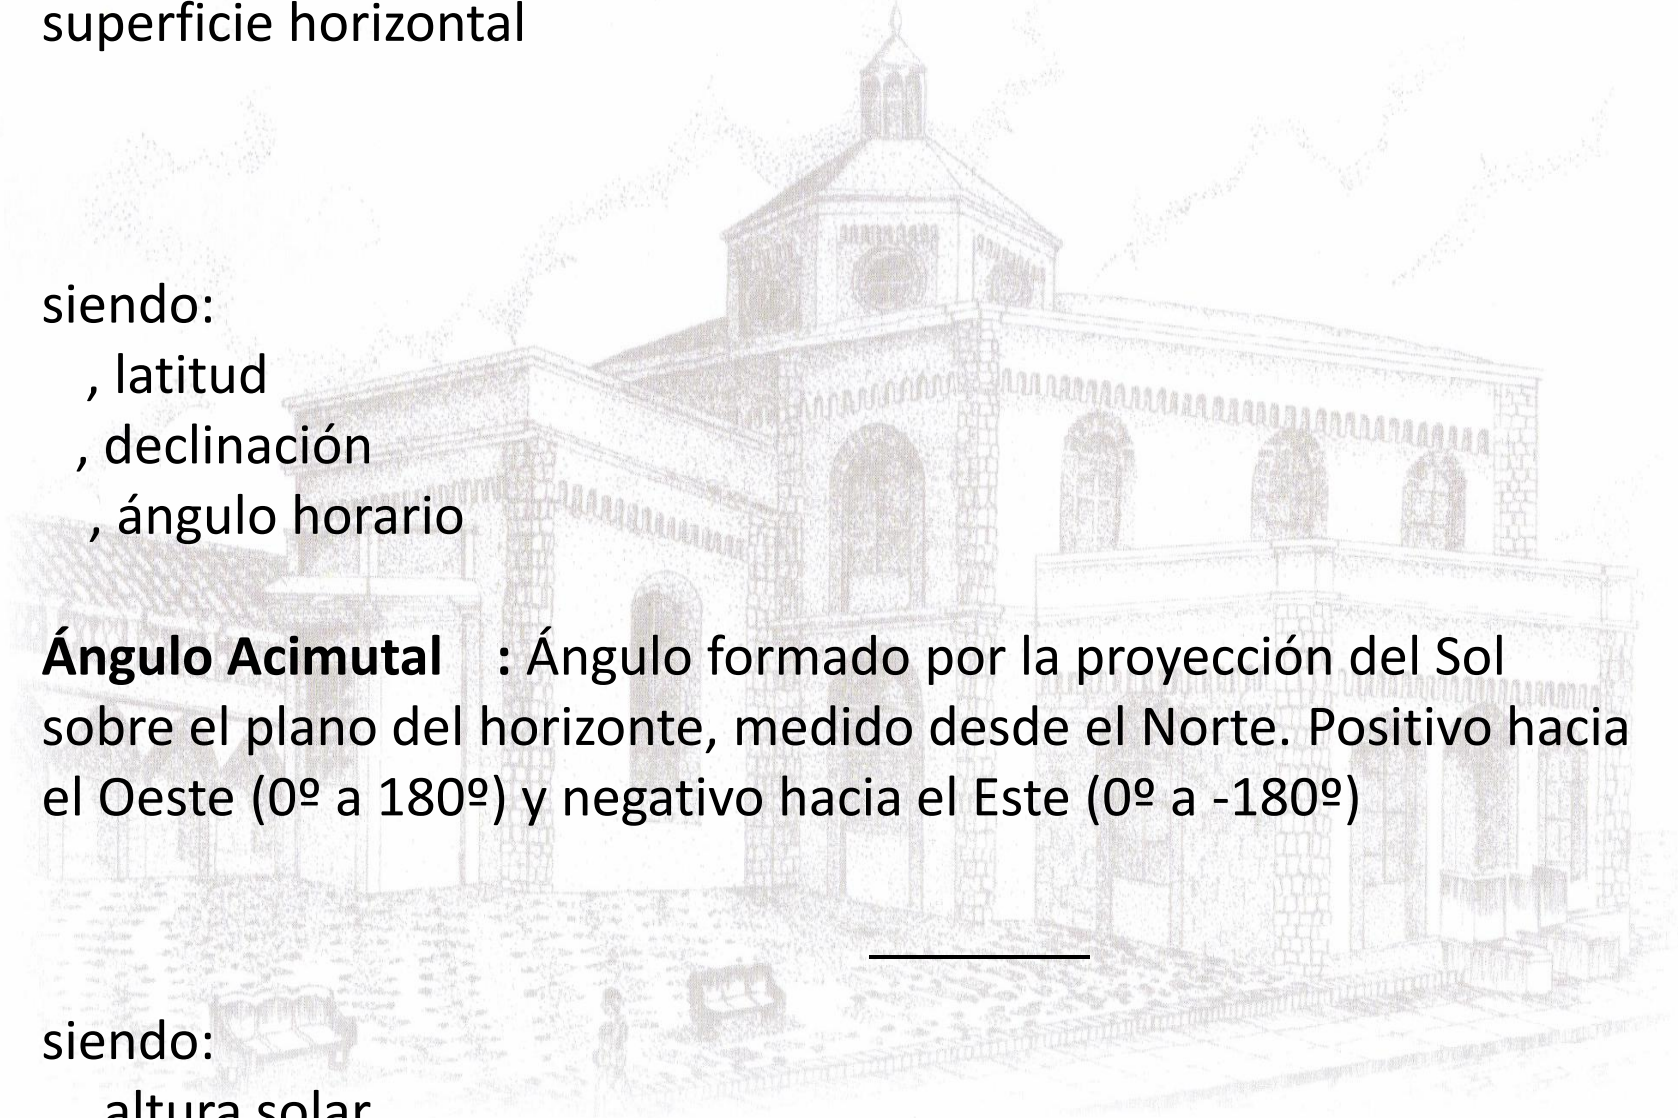 superficie horizontal
siendo:
, latitud
, declinación
, ángulo horario
Ángulo Acimutal : Ángulo formado por la proyección del Sol
sobre el plano del horizonte, medido desde el Norte. Positivo hacia
el Oeste (0º a 180º) y negativo hacia el Este (0º a -180º)
siendo:
altura solar